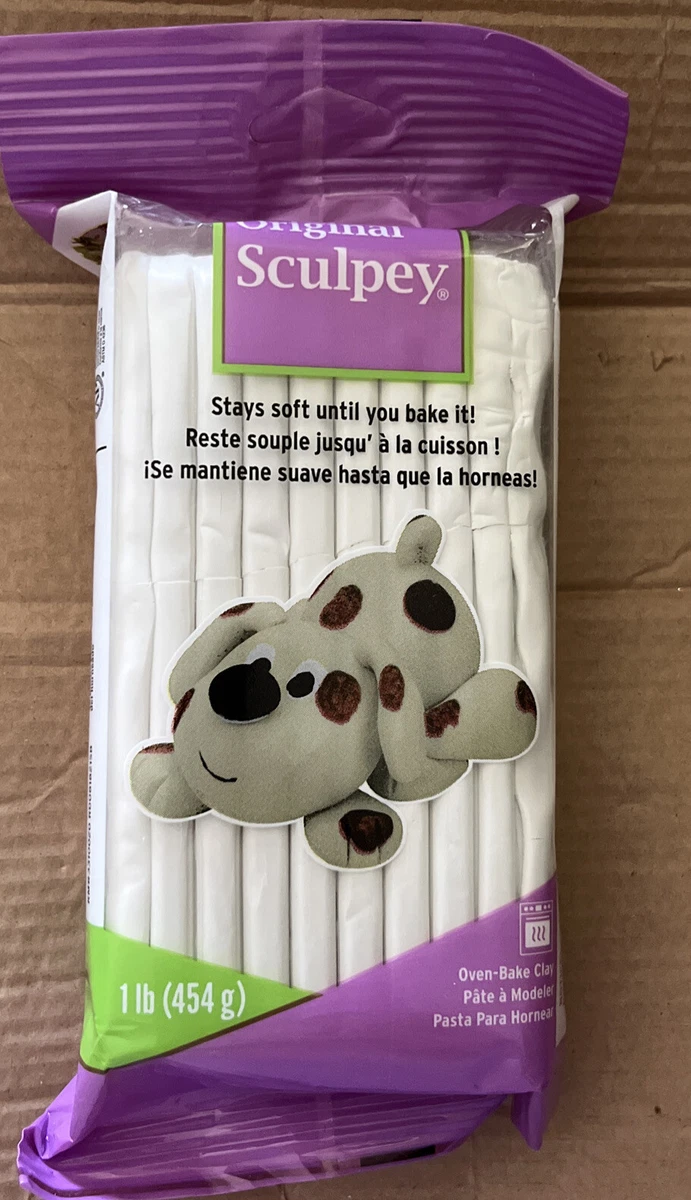 Original
Sculpey®
Stays soft until you bake it!
Reste souple jusqu' à la cuisson !
¡Se mantiene suave hasta que la horneas!
1 lb (454 g)
Oven-Bake Clay
Pâte à Modeler
Pasta Para Hornear